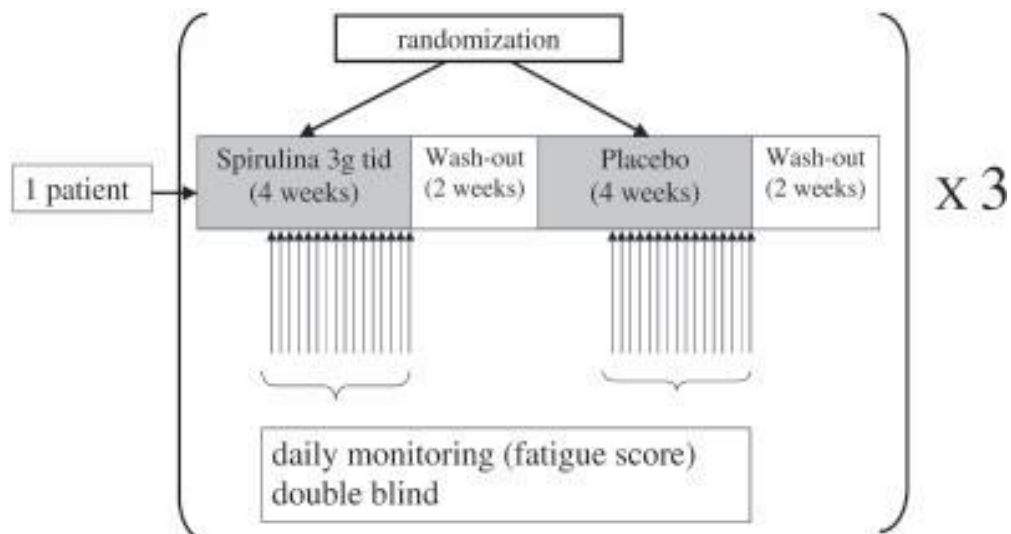 randomization
1 patient
Spirulina 3g tid
(4 weeks)
Wash-out
(2 weeks)
Placebo
(4 weeks)
Wash-out
(2 weeks)
X 3
daily monitoring (fatigue score)
double blind